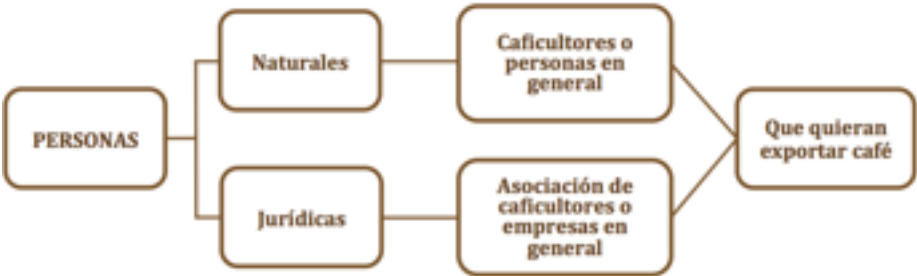 PERSONAS
Naturales
Caficultores o
personas en
general
Jurídicas
Asociación de
caficultores o
empresas en
general
Que quieran
exportar café